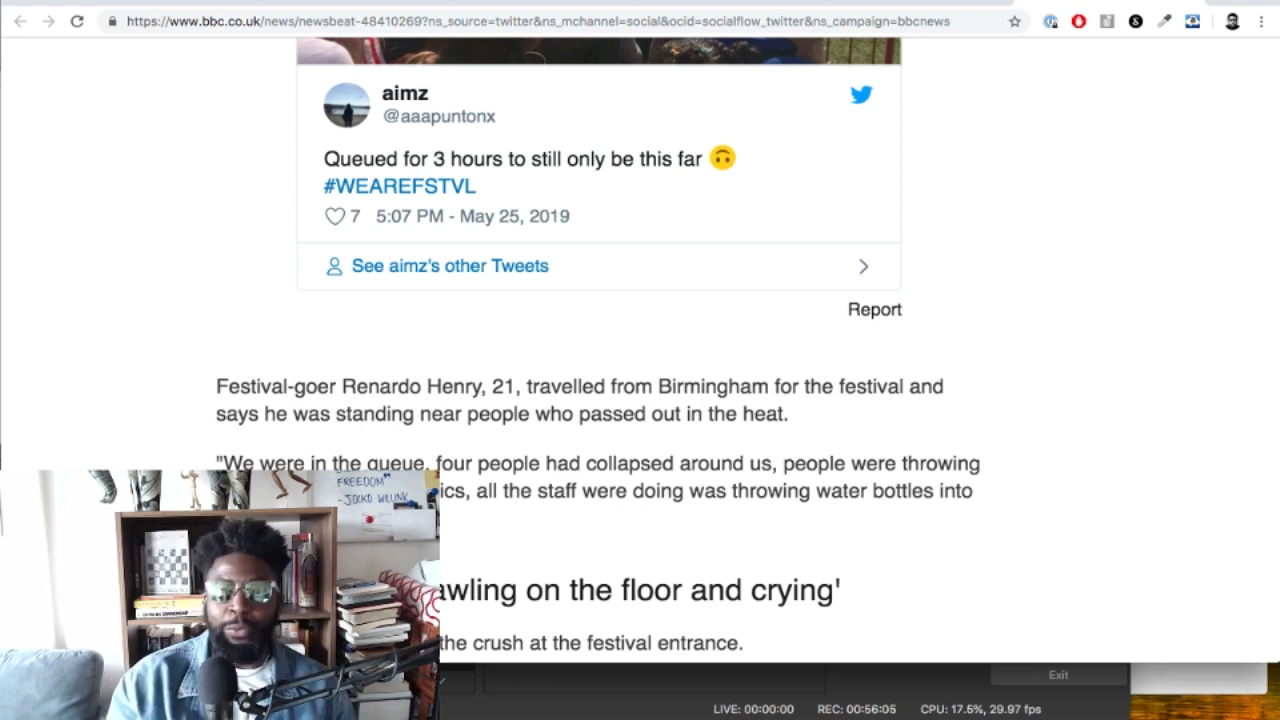 https://www.bbc.co.uk/news/newsbeat-48410269?ns_source=twitter&ns_mchannel=social&ocid=socialflow_twitter&ns_campaign=bbcnews
aimz
@aaapuntonx
Queued for 3 hours to still only be this far 🙃
#WEAREFSTVL
7 5:07 PM - May 25, 2019
See aimz's other Tweets
Report
Festival-goer Renardo Henry, 21, travelled from Birmingham for the festival and
says he was standing near people who passed out in the heat.
"We were in the queue, four people had collapsed around us, people were throwing
ics, all the staff were doing was throwing water bottles into
FREEDOM"
- JOCKO WILLINK
awling on the floor and crying'
the crush at the festival entrance.
Exit
LIVE: 00:00:00 REC: 00:56:05 CPU: 17.5%, 29.97 fps